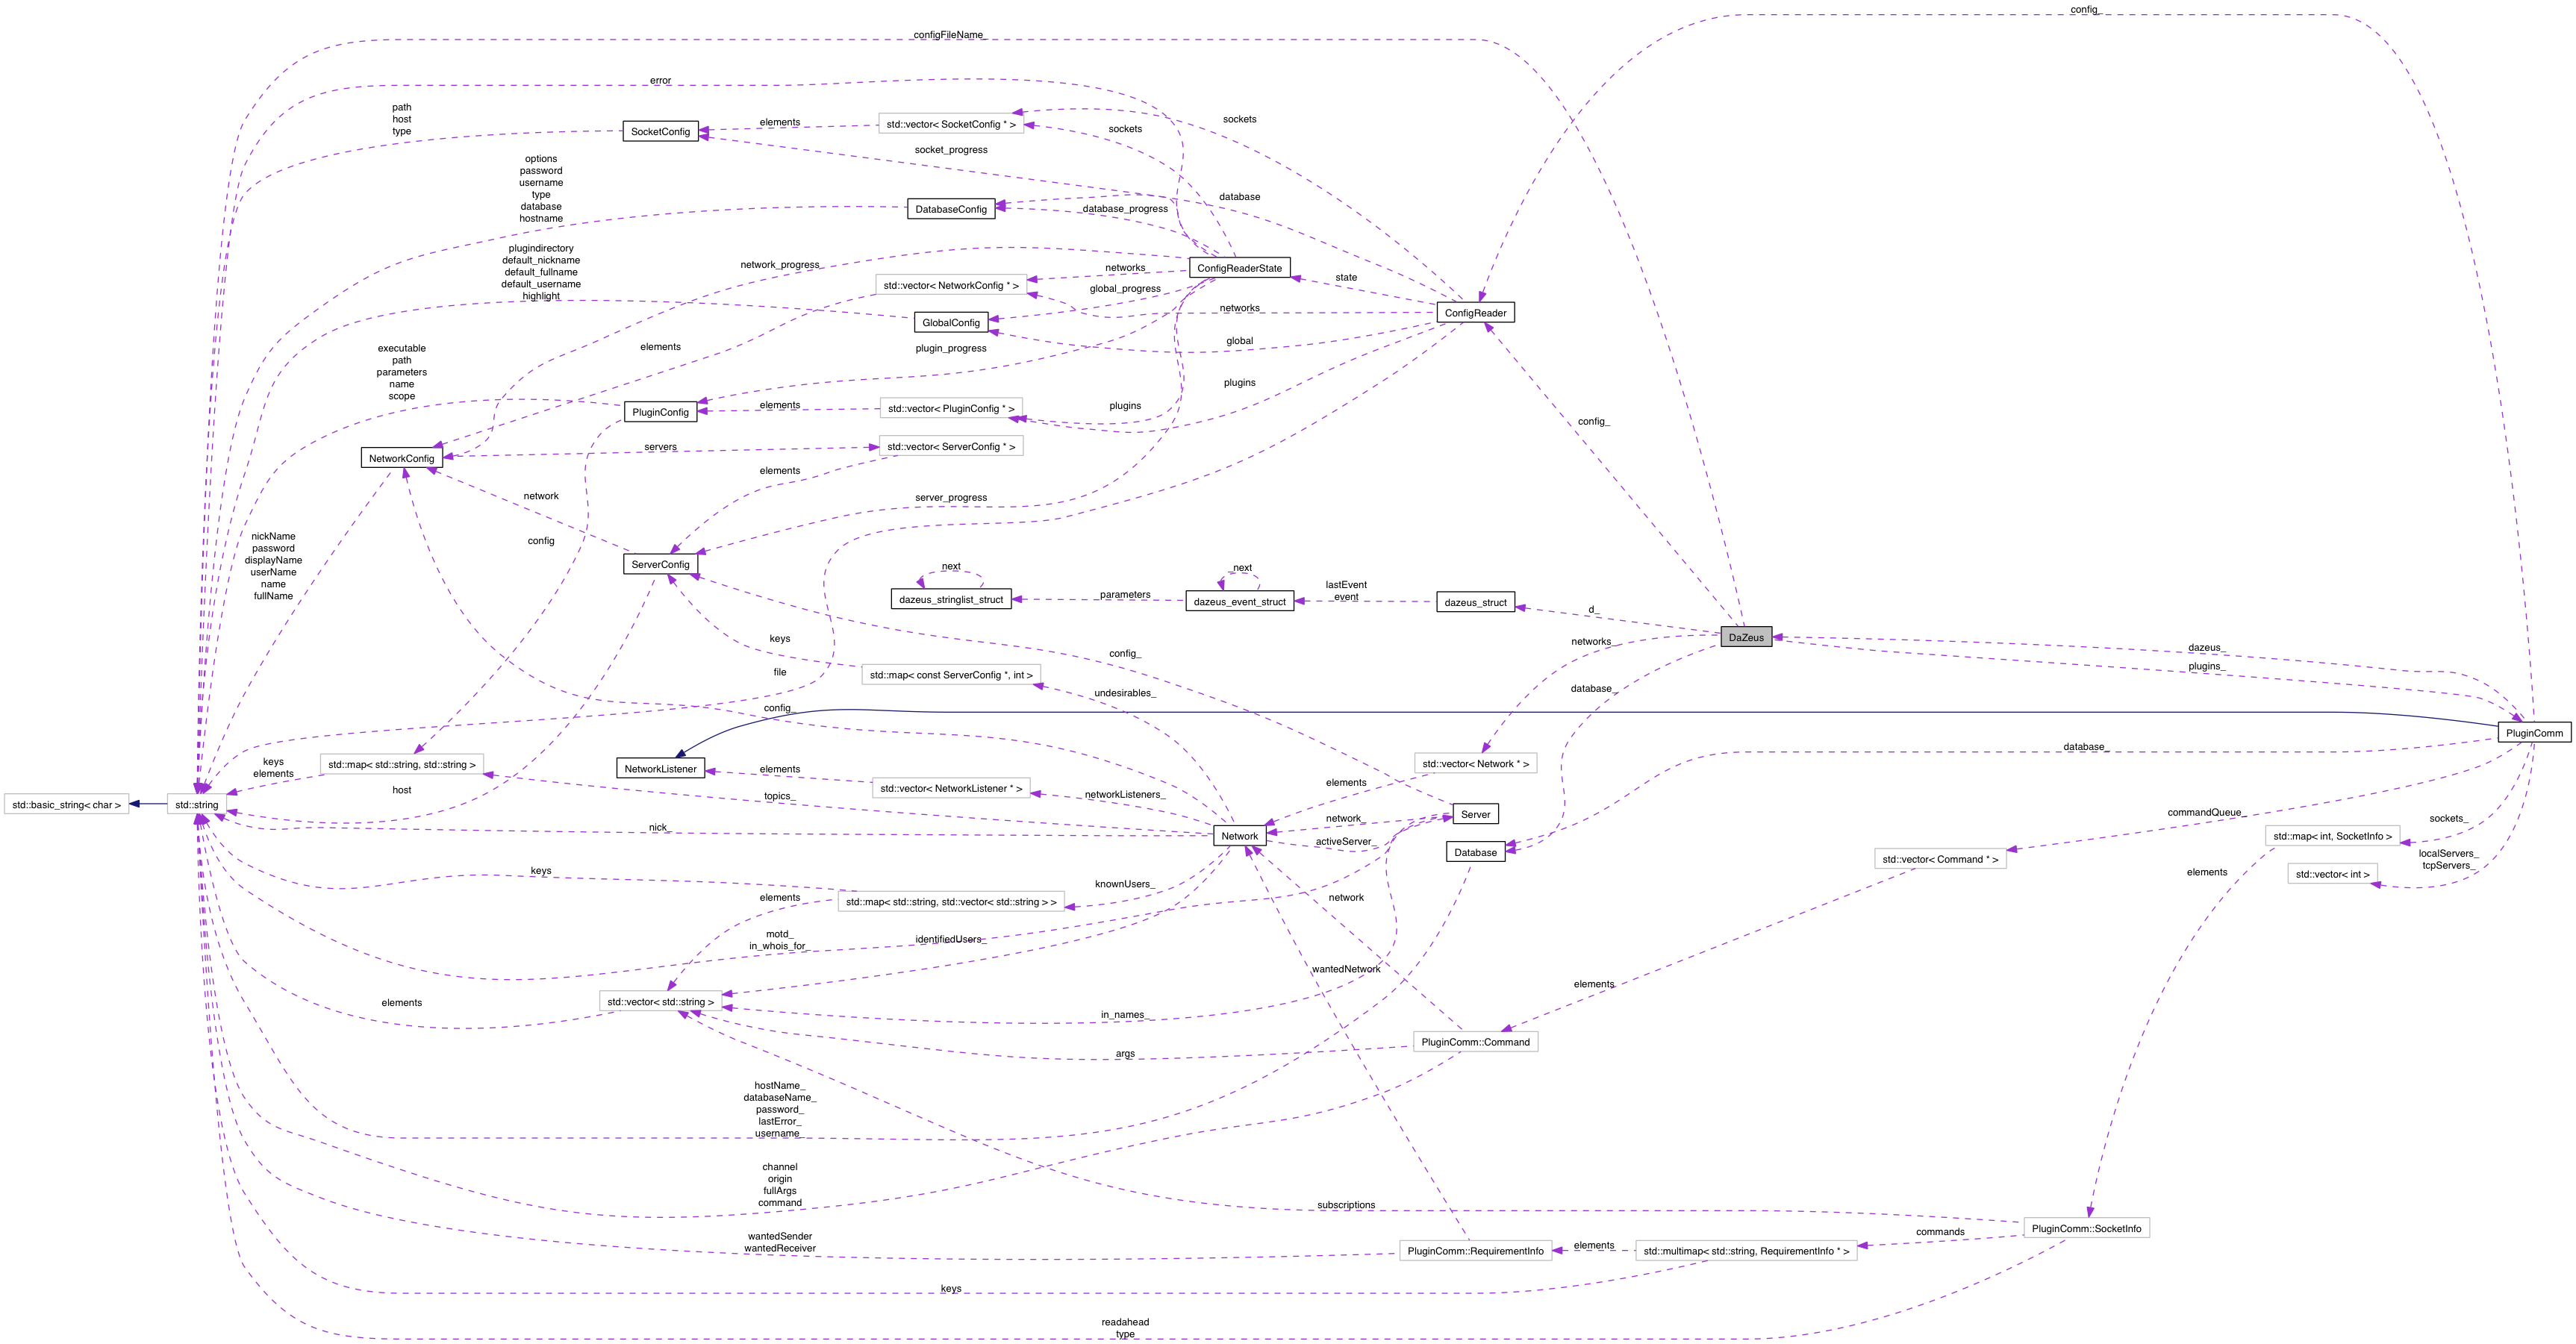 config_
configFileName_
error
path
host
type
SocketConfig
elements
std::vector< SocketConfig * >
sockets
sockets
socket_progress
options
password
username
type
database
hostname
DatabaseConfig
database_progress
database
plugindirectory
default_nickname
default_fullname
default_username
highlight
network_progress
std::vector< NetworkConfig * >
networks
ConfigReaderState
state
global_progress
networks
ConfigReader
GlobalConfig
global
elements
plugin_progress
executable
path
parameters
name
scope
PluginConfig
elements
std::vector< PluginConfig * >
plugins
plugins
config_
NetworkConfig
servers
std::vector< ServerConfig * >
elements
network
server_progress
config
nickName
password
displayName
userName
name
fullName
ServerConfig
next
dazeus_stringlist_struct
parameters
_next
dazeus_event_struct
lastEvent
event
dazeus_struct
d_
DaZeus
keys
config_
networks_
dazeus_
plugins_
file
std::map< const ServerConfig *, int >
undesirables_
database_
config_
PluginComm
database_
keys
elements
std::map< std::string, std::string >
NetworkListener
elements
std::vector< NetworkListener * >
networkListeners_
std::vector< Network * >
elements
std::basic_string< char >
std::string
host
topics_
nick_
Network
network_
activeServer_
Server
Database
commandQueue_
std::vector< Command * >
sockets_
std::map< int, SocketInfo >
localServers_
tcpServers_
std::vector< int >
keys
elements
std::map< std::string, std::vector< std::string > >
knownUsers_
network
elements
motd_
in_whois_for_
identifiedUsers_
wantedNetwork
elements
elements
std::vector< std::string >
in_names_
args
PluginComm::Command
hostName_
databaseName_
password_
lastError_
username_
channel
origin
fullArgs
command
subscriptions
PluginComm::SocketInfo
wantedSender
wantedReceiver
PluginComm::RequirementInfo
elements
std::multimap< std::string, RequirementInfo * >
commands
keys
readahead
type